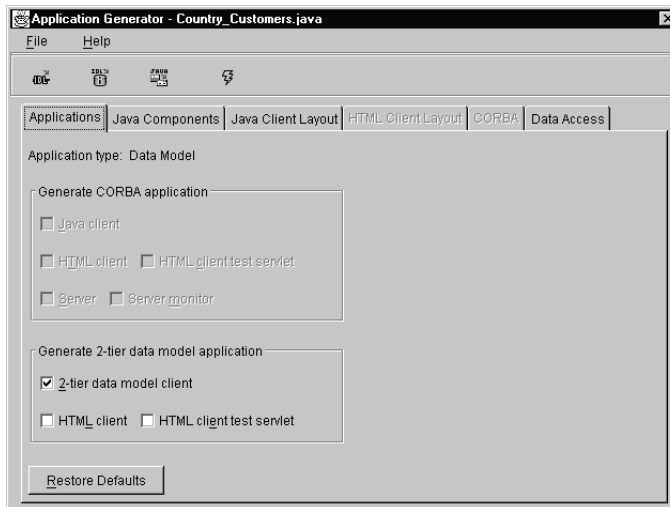 Application Generator - Country_Customers.java
File Help
IDL JAVA
Applications Java Components Java Client Layout HTML Client Layout CORBA Data Access
Application type: Data Model
Generate CORBA application
Java client
HTML client HTML client test servlet
Server Server monitor
Generate 2-tier data model application
2-tier data model client
HTML client HTML client test servlet
Restore Defaults